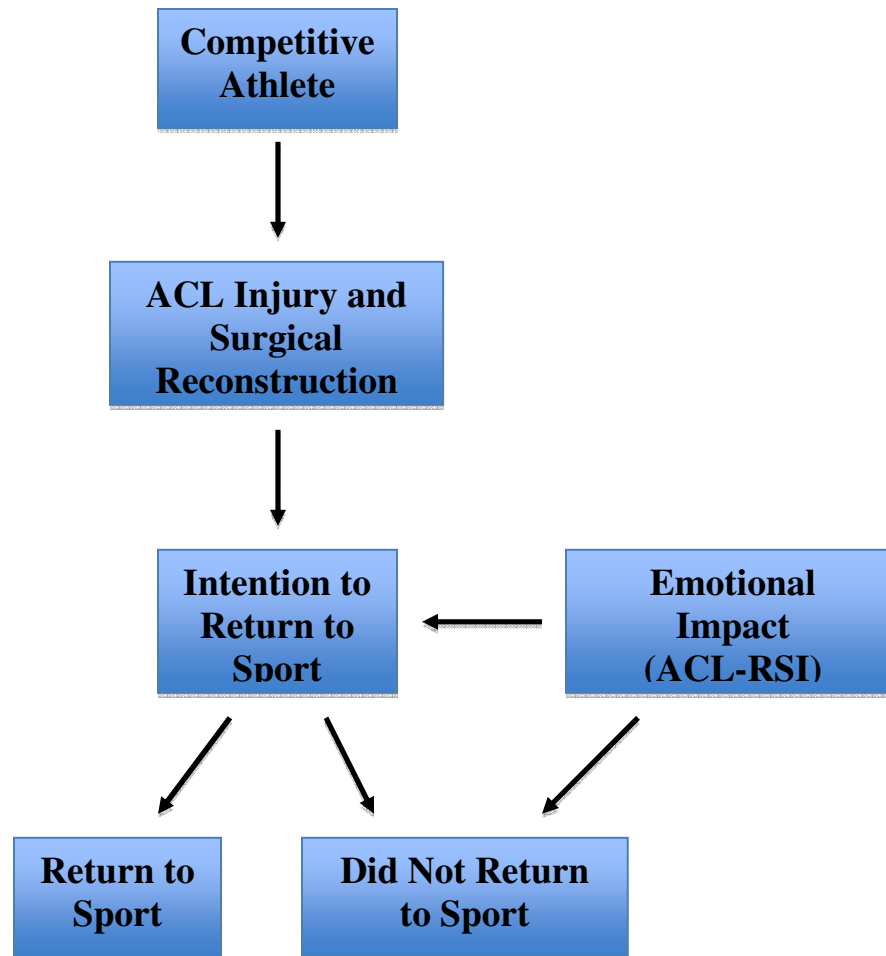 Competitive
Athlete
ACL Injury and
Surgical
Reconstruction
Intention to
Return to
Sport
Emotional
Impact
(ACL-RSI)
Return to
Sport
Did Not Return
to Sport